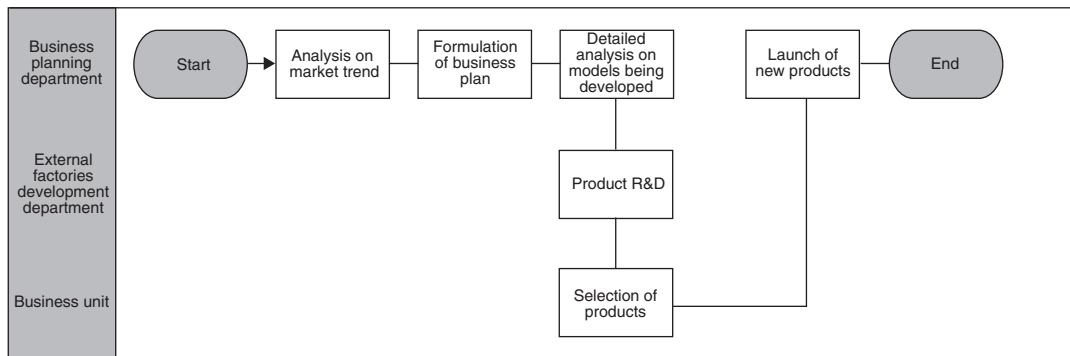 Business
planning
department
Start
Analysis on
market trend
Formulation
of business
plan
Detailed
analysis on
models being
developed
Launch of
new products
End
External
factories
development
department
Product R&D
Business unit
Selection of
products